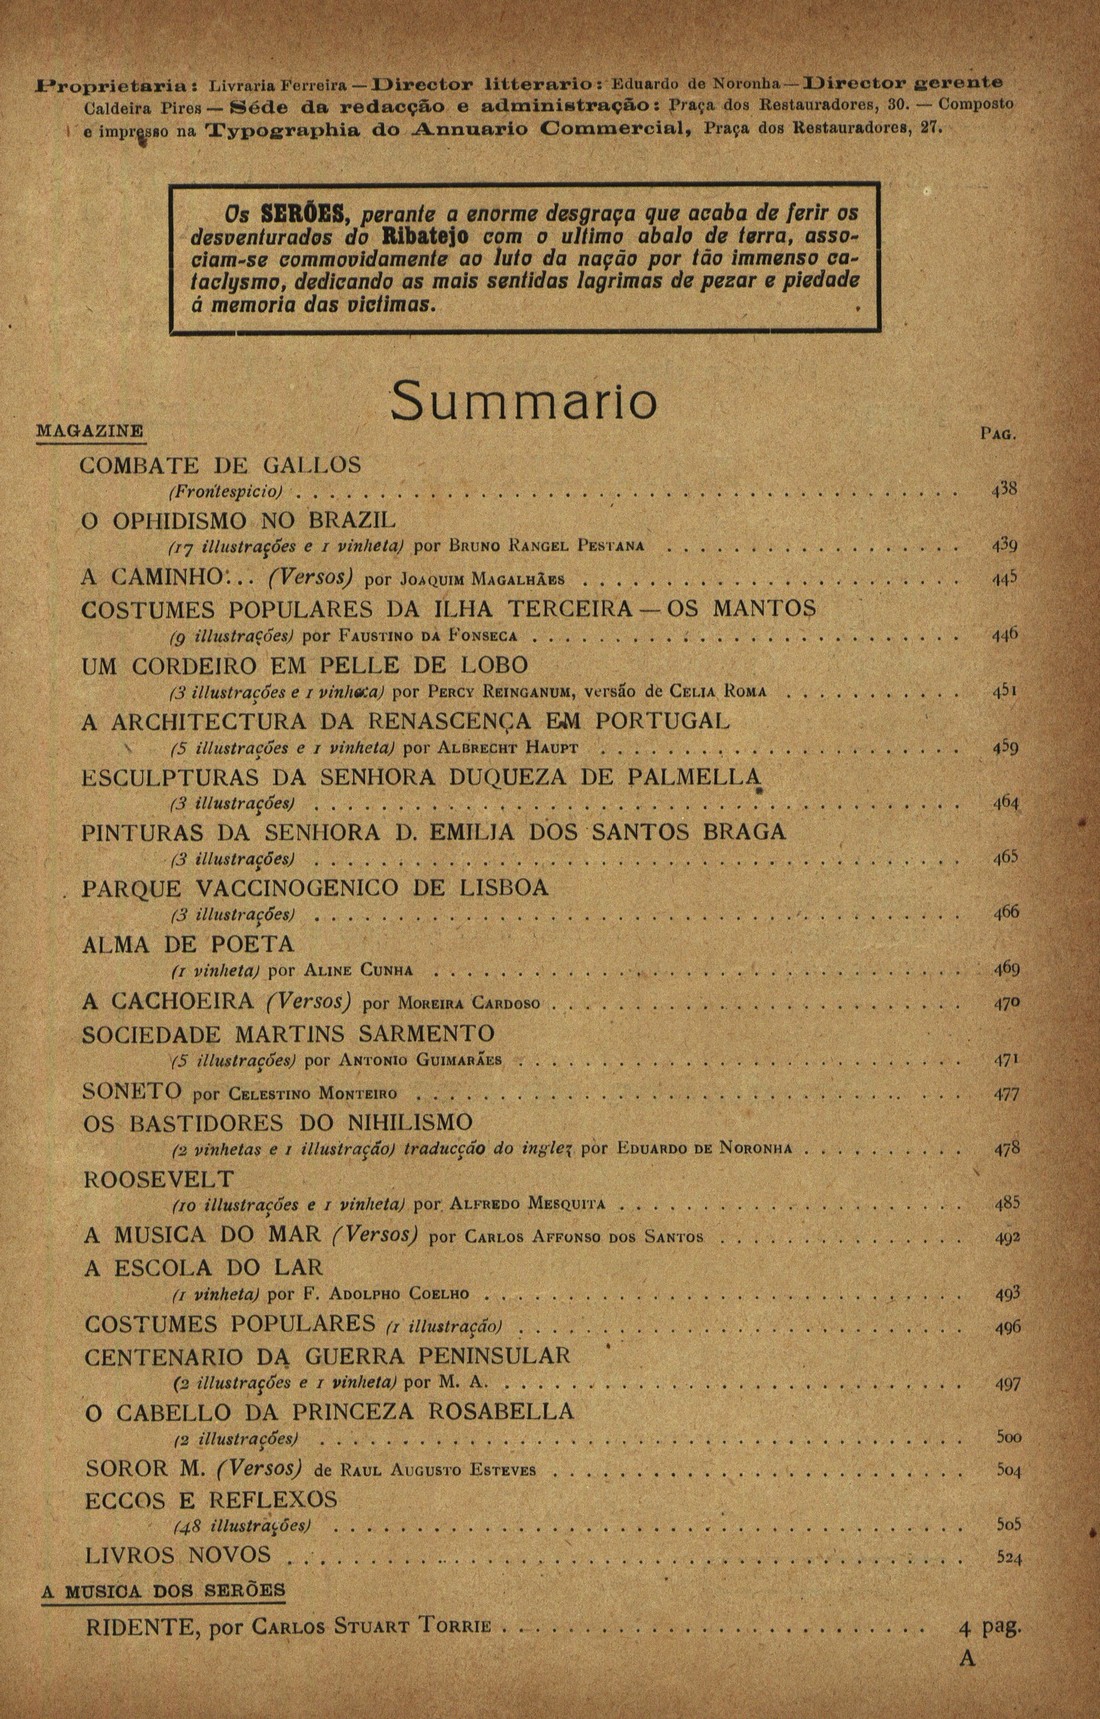 Proprietaria: Livraria Ferreira — Director litterario: Eduardo de Noronha — Director gerente
Caldeira Pires — Séde da redacção e administração: Praça dos Restauradores, 30. — Composto
e impresso na Typographia do Annuario Commercial, Praça dos Restauradores, 27.
Os SERÕES, perante a enorme desgraça que acaba de ferir os
desventurados do Ribatejo com o ultimo abalo de terra, asso-
ciam-se commovidamente ao luto da nação por tão immenso ca-
taclysmo, dedicando as mais sentidas lagrimas de pezar e piedade
á memoria das victimas.
Summario
MAGAZINE PAG.
COMBATE DE GALLOS
(Frontespicio) . . . . . . . . . . 438
O OPHIDISMO NO BRAZIL
(17 illustrações e 1 vinheta) por BRUNO RANGEL PESTANA . . . . . . . . . . 439
A CAMINHO... (Versos) por JOAQUIM MAGALHÃES . . . . . . . . . . 445
COSTUMES POPULARES DA ILHA TERCEIRA — OS MANTOS
(9 illustrações) por FAUSTINO DA FONSECA . . . . . . . . . . 446
UM CORDEIRO EM PELLE DE LOBO
(3 illustrações e 1 vinheta) por PERCY REINGANUM, versão de CELIA ROMA . . . . . . . . . . 451
A ARCHITECTURA DA RENASCENÇA EM PORTUGAL
(5 illustrações e 1 vinheta) por ALBRECHT HAUPT . . . . . . . . . . 459
ESCULPTURAS DA SENHORA DUQUEZA DE PALMELLA
(3 illustrações) . . . . . . . . . . 464
PINTURAS DA SENHORA D. EMILIA DOS SANTOS BRAGA
(3 illustrações) . . . . . . . . . . 465
PARQUE VACCINOGENICO DE LISBOA
(3 illustrações) . . . . . . . . . . 466
ALMA DE POETA
(1 vinheta) por ALINE CUNHA . . . . . . . . . . 469
A CACHOEIRA (Versos) por MOREIRA CARDOSO . . . . . . . . . . 470
SOCIEDADE MARTINS SARMENTO
(5 illustrações) por ANTONIO GUIMARÃES . . . . . . . . . . 471
SONETO por CELESTINO MONTEIRO . . . . . . . . . . 477
OS BASTIDORES DO NIHILISMO
(2 vinhetas e 1 illustração) traducção do inglez por EDUARDO DE NORONHA . . . . . . . . . . 478
ROOSEVELT
(10 illustrações e 1 vinheta) por ALFREDO MESQUITA . . . . . . . . . . 485
A MUSICA DO MAR (Versos) por CARLOS AFFONSO DOS SANTOS . . . . . . . . . . 492
A ESCOLA DO LAR
(1 vinheta) por F. ADOLPHO COELHO . . . . . . . . . . 493
COSTUMES POPULARES (1 illustração) . . . . . . . . . . 496
CENTENARIO DA GUERRA PENINSULAR
(2 illustrações e 1 vinheta) por M. A. . . . . . . . . . . 497
O CABELLO DA PRINCEZA ROSABELLA
(2 illustrações) . . . . . . . . . . 500
SOROR M. (Versos) de RAUL AUGUSTO ESTEVES . . . . . . . . . . 504
ECCOS E REFLEXOS
(48 illustrações) . . . . . . . . . . 505
LIVROS NOVOS . . . . . . . . . . 524
A MUSICA DOS SERÕES
RIDENTE, por CARLOS STUART TORRIE . . . . . . . . . . 4 pag.
A